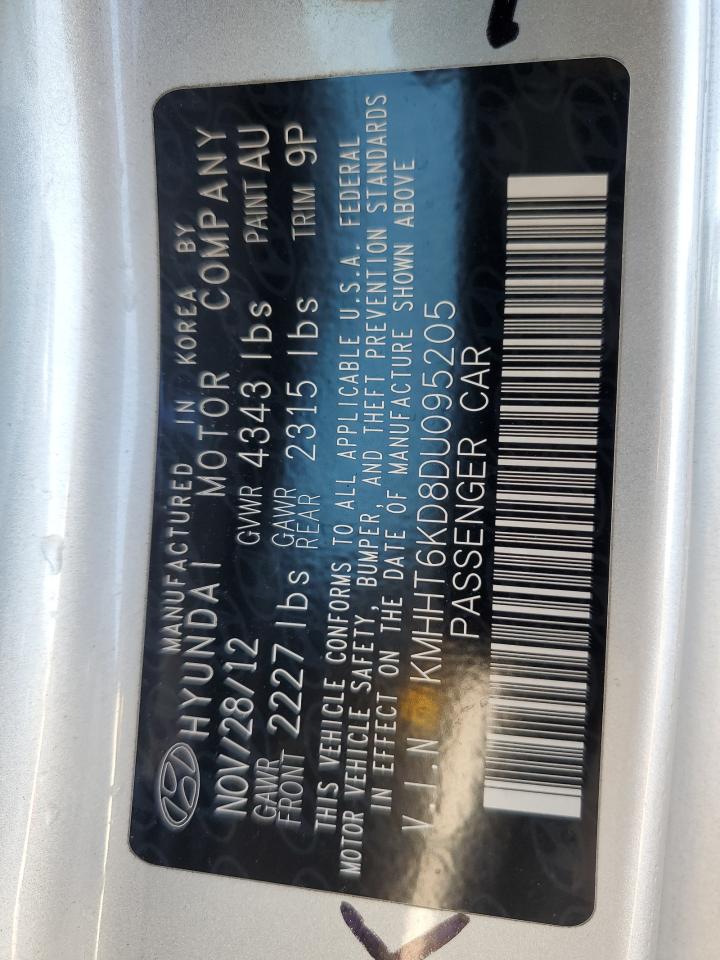 MANUFACTURED IN KOREA BY
HYUNDAI MOTOR COMPANY
NOV/28/12 GVWR 4343 lbs PAINT AU
GAWR FRONT 2227 lbs GAWR REAR 2315 lbs TRIM 9P
THIS VEHICLE CONFORMS TO ALL APPLICABLE U.S.A. FEDERAL
MOTOR VEHICLE SAFETY, BUMPER, AND THEFT PREVENTION STANDARDS
IN EFFECT ON THE DATE OF MANUFACTURE SHOWN ABOVE
V.I.N KMHHT6KD8DU095205
PASSENGER CAR